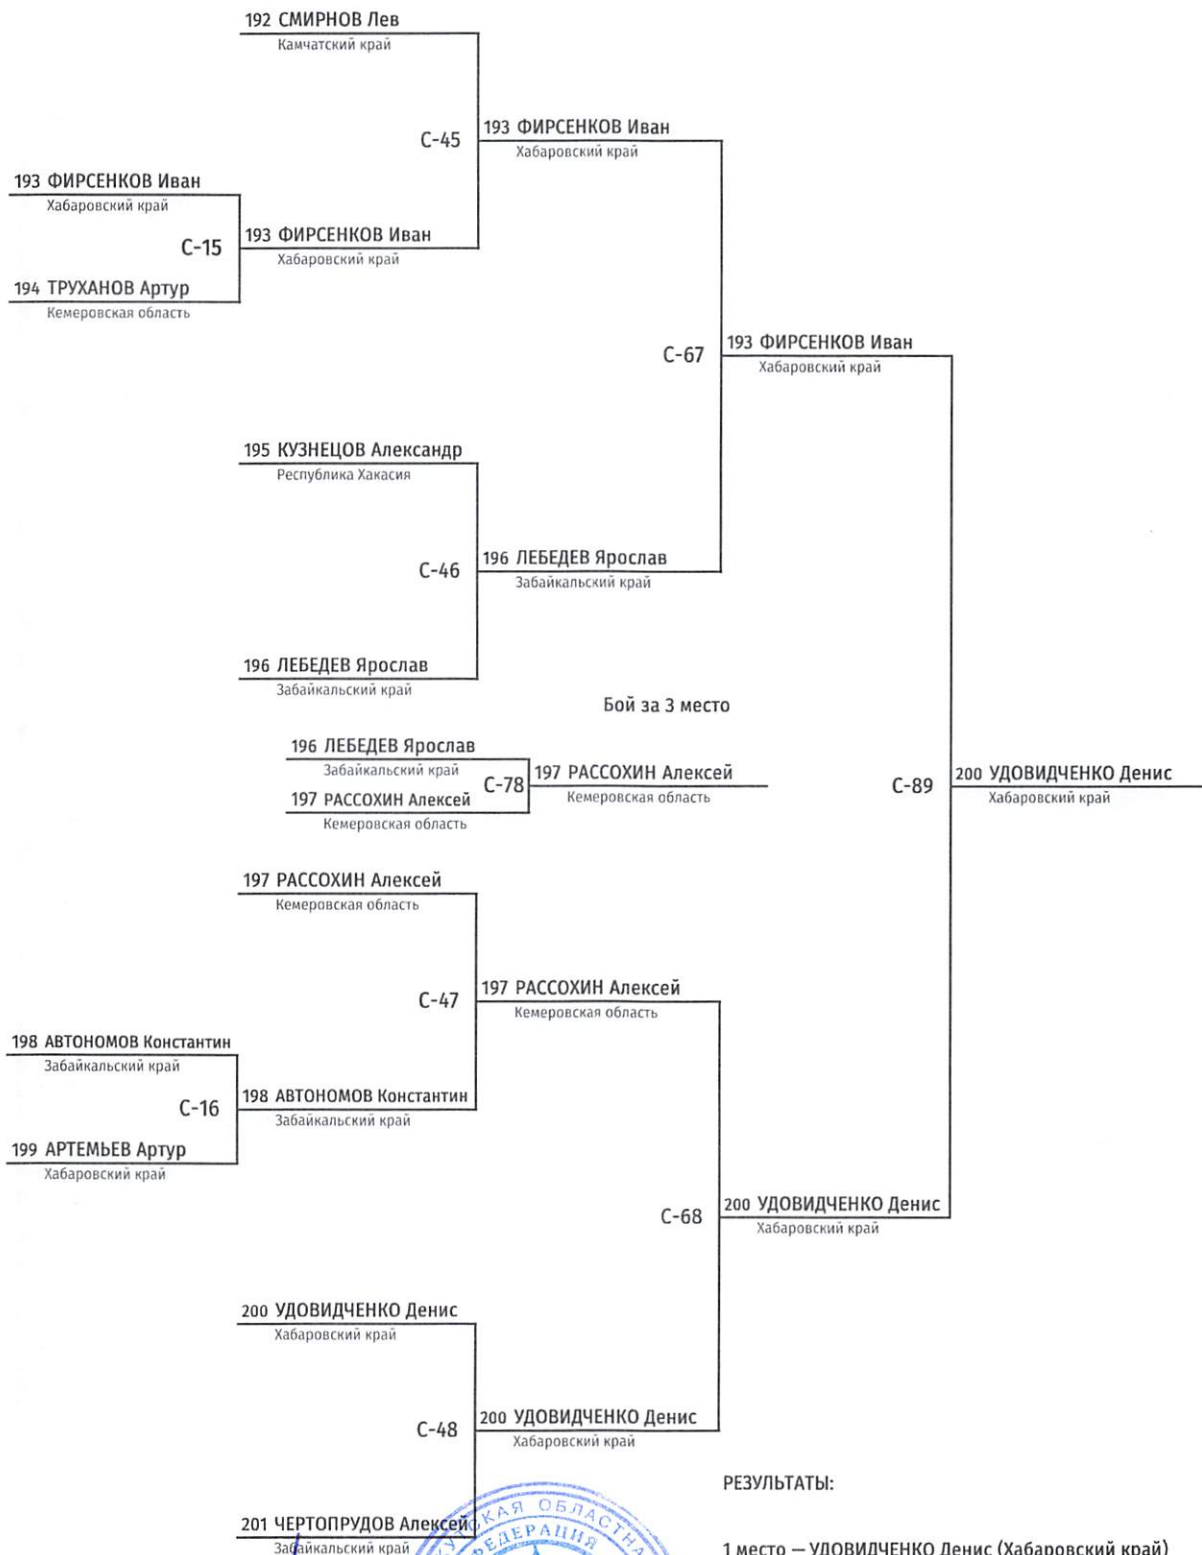 192 СМИРНОВ Лев
Камчатский край
С-45
193 ФИРСЕНКОВ Иван
Хабаровский край
193 ФИРСЕНКОВ Иван
Хабаровский край
С-15
193 ФИРСЕНКОВ Иван
Хабаровский край
194 ТРУХАНОВ Артур
Кемеровская область
С-67
193 ФИРСЕНКОВ Иван
Хабаровский край
195 КУЗНЕЦОВ Александр
Республика Хакасия
С-46
196 ЛЕБЕДЕВ Ярослав
Забайкальский край
196 ЛЕБЕДЕВ Ярослав
Забайкальский край
Бой за 3 место
196 ЛЕБЕДЕВ Ярослав
Забайкальский край
С-78
197 РАССОХИН Алексей
Кемеровская область
197 РАССОХИН Алексей
Кемеровская область
С-89
200 УДОВИДЧЕНКО Денис
Хабаровский край
197 РАССОХИН Алексей
Кемеровская область
С-47
197 РАССОХИН Алексей
Кемеровская область
198 АВТОНОМОВ Константин
Забайкальский край
С-16
198 АВТОНОМОВ Константин
Забайкальский край
199 АРТЕМЬЕВ Артур
Хабаровский край
С-68
200 УДОВИДЧЕНКО Денис
Хабаровский край
200 УДОВИДЧЕНКО Денис
Хабаровский край
С-48
200 УДОВИДЧЕНКО Денис
Хабаровский край
РЕЗУЛЬТАТЫ:
201 ЧЕРТОПРУДОВ Алексей
Забайкальский край
1 место — УДОВИДЧЕНКО Денис (Хабаровский край)